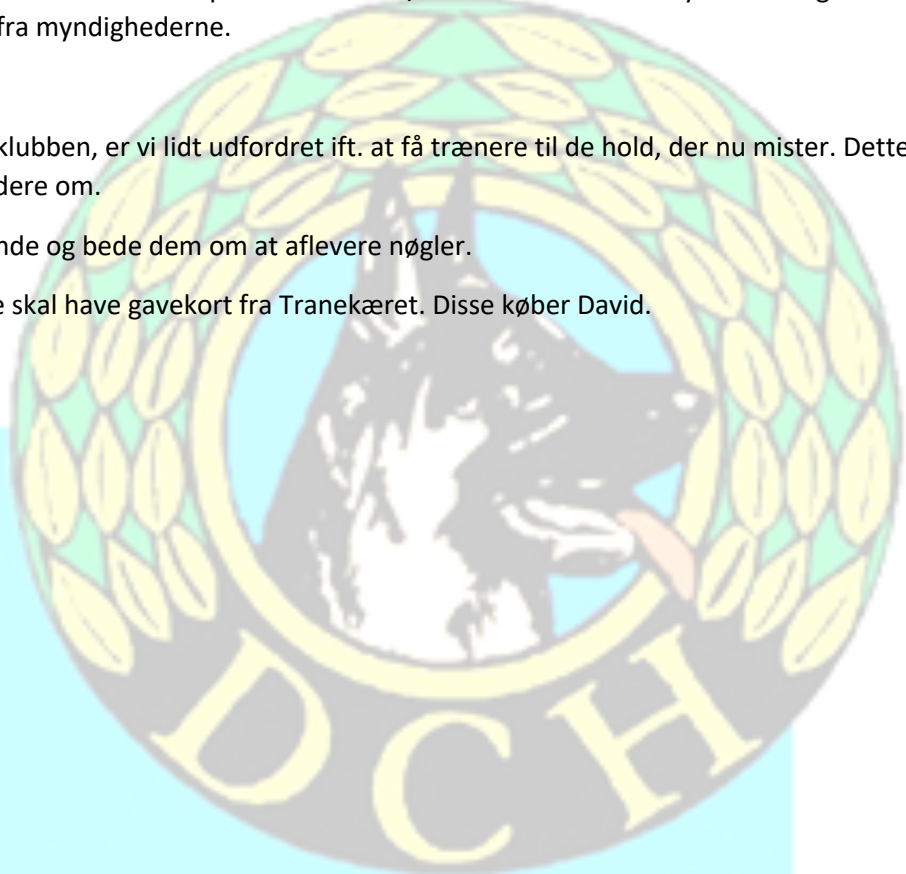 fra myndighederne.
klubben, er vi lidt udfordret ift. at få trænere til de hold, der nu mister. Dette
dere om.
nde og bede dem om at aflevere nøgler.
e skal have gavekort fra Tranekæret. Disse køber David.
DCH